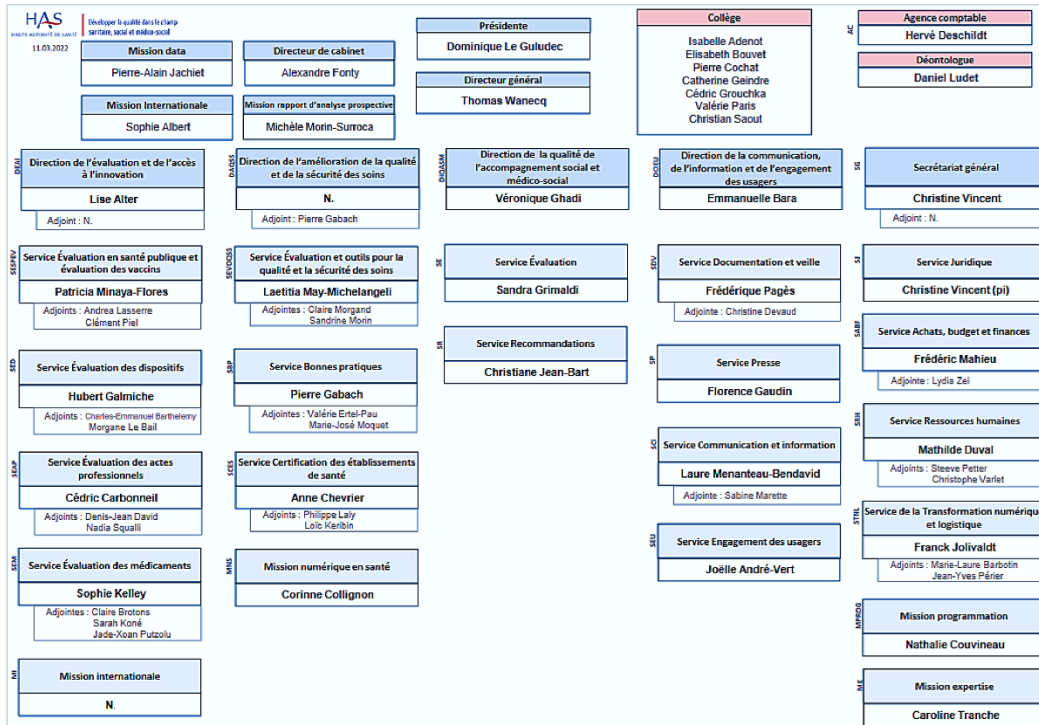 HAS
HAUTE AUTORITÉ DE SANTÉ
Développer la qualité dans le champ
sanitaire, social et médico-social
11.03.2022
Mission data
Pierre-Alain Jachiet
Directeur de cabinet
Alexandre Fonty
Mission Internationale
Sophie Albert
Mission rapport d'analyse prospective
Michèle Morin-Surroca
Présidente
Dominique Le Guludec
Directeur général
Thomas Wanecq
Collège
Isabelle Adenot
Elisabeth Bouvet
Pierre Cochat
Catherine Geindre
Cédric Grouchka
Valérie Paris
Christian Saout
AC
Agence comptable
Hervé Deschildt
Déontologue
Daniel Ludet
DEAI
Direction de l'évaluation et de l'accès
à l'innovation
Lise Alter
Adjoint : N.
SESPEV
Service Évaluation en santé publique et
évaluation des vaccins
Patricia Minaya-Flores
Adjoints : Andrea Lasserre
Clément Piel
SED
Service Évaluation des dispositifs
Hubert Galmiche
Adjoints : Charles-Emmuel Barthelemy
Morgane Le Bail
SEAP
Service Évaluation des actes
professionnels
Cédric Carbonneil
Adjoints : Denis-Jean David
Nadia Squalli
SEM
Service Évaluation des médicaments
Sophie Kelley
Adjointes : Claire Brotons
Sarah Koné
Jade-Xoan Putzolu
MI
Mission internationale
N.
DAQSS
Direction de l'amélioration de la qualité
et de la sécurité des soins
N.
Adjoint : Pierre Gabach
SEVOQSS
Service Évaluation et outils pour la
qualité et la sécurité des soins
Laetitia May-Michelangeli
Adjointes : Claire Morgand
Sandrine Morin
SBP
Service Bonnes pratiques
Pierre Gabach
Adjointes : Valérie Ertel-Pau
Marie-José Moquet
SCES
Service Certification des établissements
de santé
Anne Chevrier
Adjoints : Philippe Laly
Loïc Keribin
MNS
Mission numérique en santé
Corinne Collignon
DIQASM
Direction de la qualité de
l'accompagnement social et
médico-social
Véronique Ghadi
SE
Service Évaluation
Sandra Grimaldi
SR
Service Recommandations
Christiane Jean-Bart
DCIEU
Direction de la communication,
de l'information et de l'engagement
des usagers
Emmanuelle Bara
SDV
Service Documentation et veille
Frédérique Pagès
Adjointe : Christine Devaud
SP
Service Presse
Florence Gaudin
SCI
Service Communication et information
Laure Menanteau-Bendavid
Adjointe : Sabine Marette
SEU
Service Engagement des usagers
Joëlle André-Vert
SG
Secrétariat général
Christine Vincent
Adjoint : N.
SJ
Service Juridique
Christine Vincent (pi)
SABF
Service Achats, budget et finances
Frédéric Mahieu
Adjointe : Lydia Zeï
SRH
Service Ressources humaines
Mathilde Duval
Adjoints : Steeve Petter
Christophe Varlet
STNL
Service de la Transformation numérique
et logistique
Franck Jolivaldt
Adjoints : Marie-Laure Barbotin
Jean-Yves Périer
MPROG
Mission programmation
Nathalie Couvineau
ME
Mission expertise
Caroline Tranche